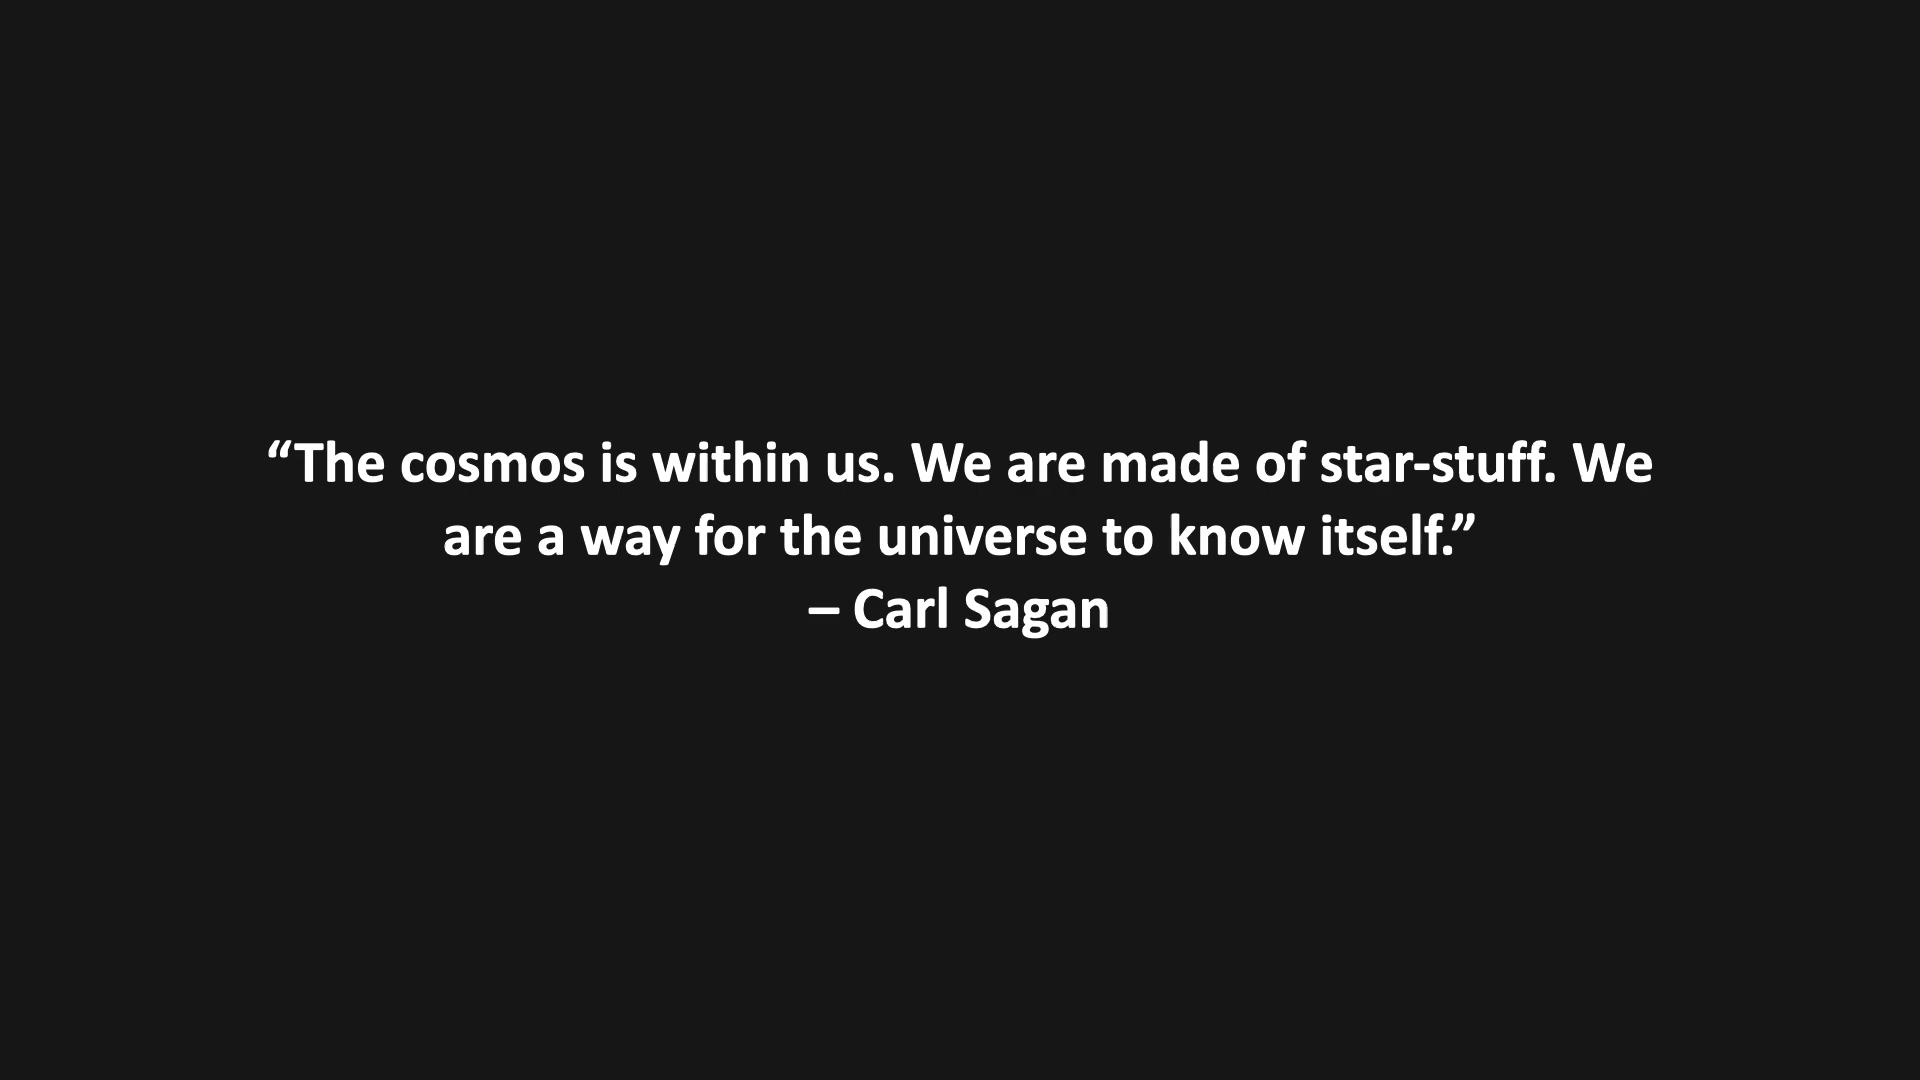 “The cosmos is within us. We are made of star-stuff. We
are a way for the universe to know itself.”
– Carl Sagan